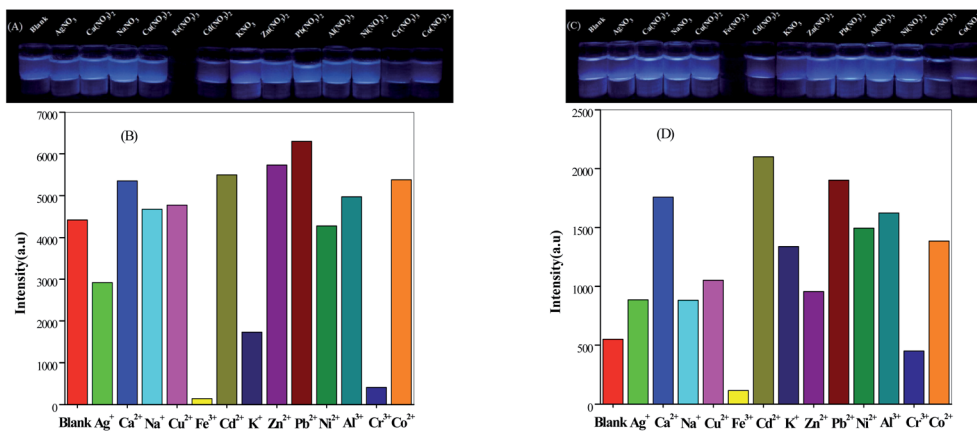 (A) Blank AgNO₃ Ca(NO₃)₂ NaNO₃ Cu(NO₃)₂ Fe(NO₃)₃ Cd(NO₃)₂ KNO₃ Zn(NO₃)₂ Pb(NO₃)₂ Al(NO₃)₃ Ni(NO₃)₂ Cr(NO₃)₃ Co(NO₃)₂
(B)
7000
6000
5000
4000
3000
2000
1000
0
Intensity(a.u)
Blank Ag⁺ Ca²⁺ Na⁺ Cu²⁺ Fe³⁺ Cd²⁺ K⁺ Zn²⁺ Pb²⁺ Ni²⁺ Al³⁺ Cr³⁺ Co²⁺
(C) Blank AgNO₃ Ca(NO₃)₂ NaNO₃ Cu(NO₃)₂ Fe(NO₃)₃ Cd(NO₃)₂ KNO₃ Zn(NO₃)₂ Pb(NO₃)₂ Al(NO₃)₃ Ni(NO₃)₂ Cr(NO₃)₃
(D)
2500
2000
1500
1000
500
0
Intensity(a.u)
Blank Ag⁺ Ca²⁺ Na⁺ Cu²⁺ Fe³⁺ Cd²⁺ K⁺ Zn²⁺ Pb²⁺ Ni²⁺ Al³⁺ Cr³⁺ Co²⁺